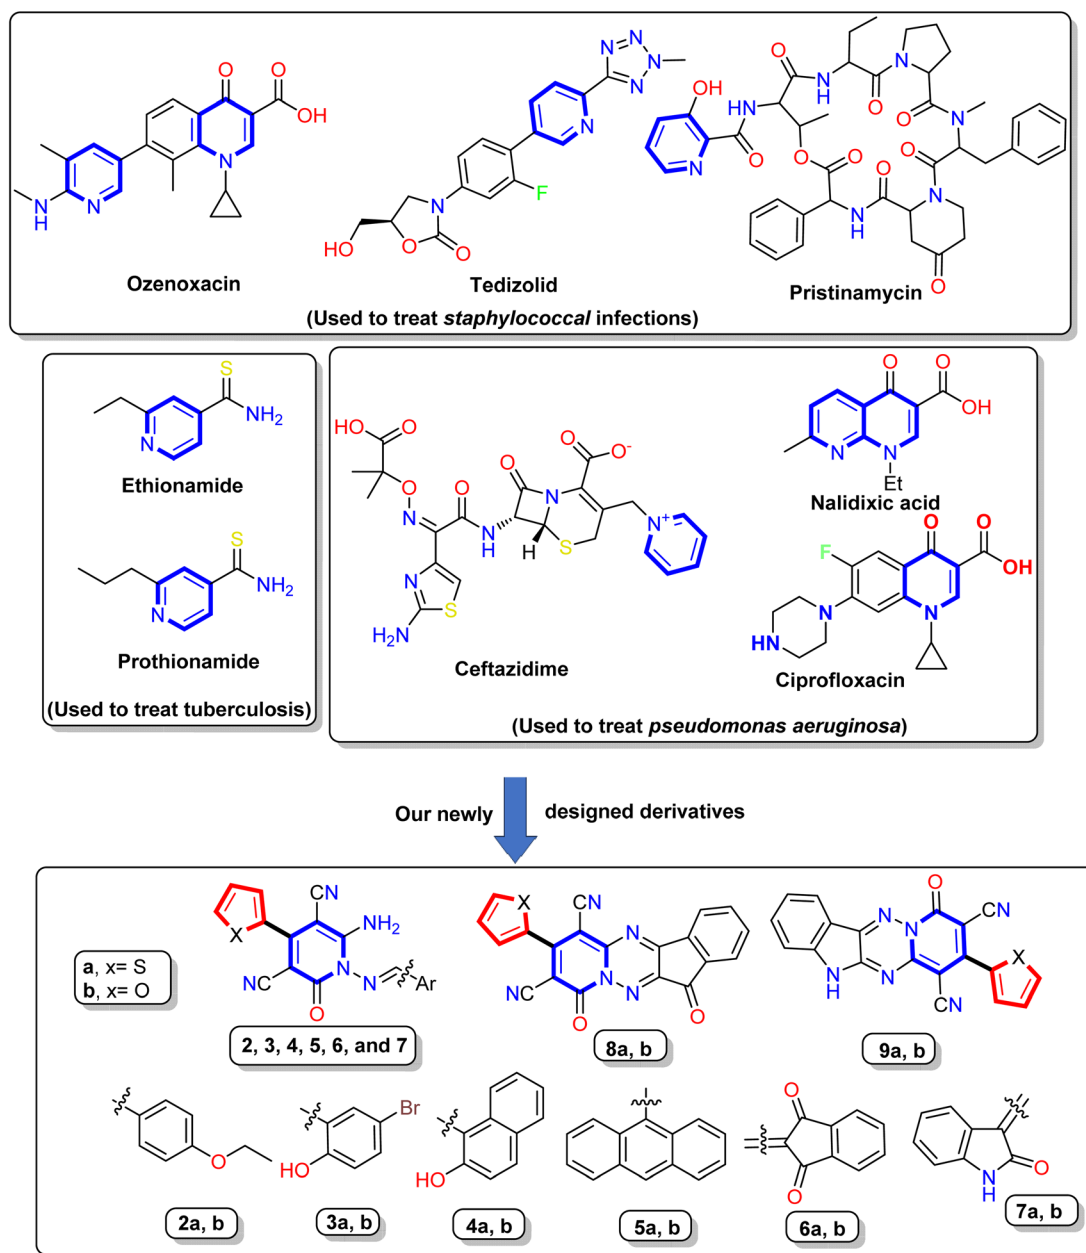 Ozenoxacin
Tedizolid
Pristinamycin
(Used to treat staphylococcal infections)
Ethionamide
Prothionamide
(Used to treat tuberculosis)
Ceftazidime
Nalidixic acid
Ciprofloxacin
(Used to treat pseudomonas aeruginosa)
Our newly designed derivatives
a, x= S
b, x= O
2, 3, 4, 5, 6, and 7
8a, b
9a, b
2a, b
3a, b
4a, b
5a, b
6a, b
7a, b